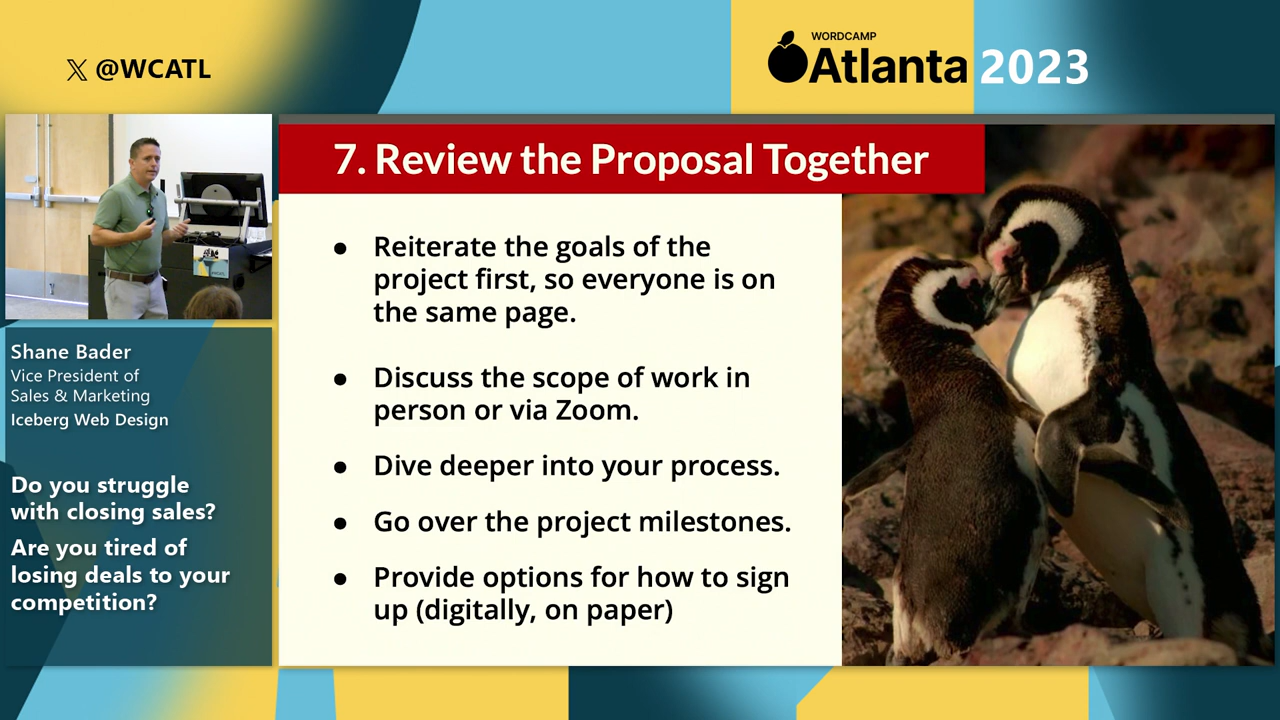 𝕏 @WCATL
WORDCAMP
Atlanta 2023
WCATL
Shane Bader
Vice President of
Sales & Marketing
Iceberg Web Design
Do you struggle
with closing sales?
Are you tired of
losing deals to your
competition?
7. Review the Proposal Together
● Reiterate the goals of the
project first, so everyone is on
the same page.
● Discuss the scope of work in
person or via Zoom.
● Dive deeper into your process.
● Go over the project milestones.
● Provide options for how to sign
up (digitally, on paper)